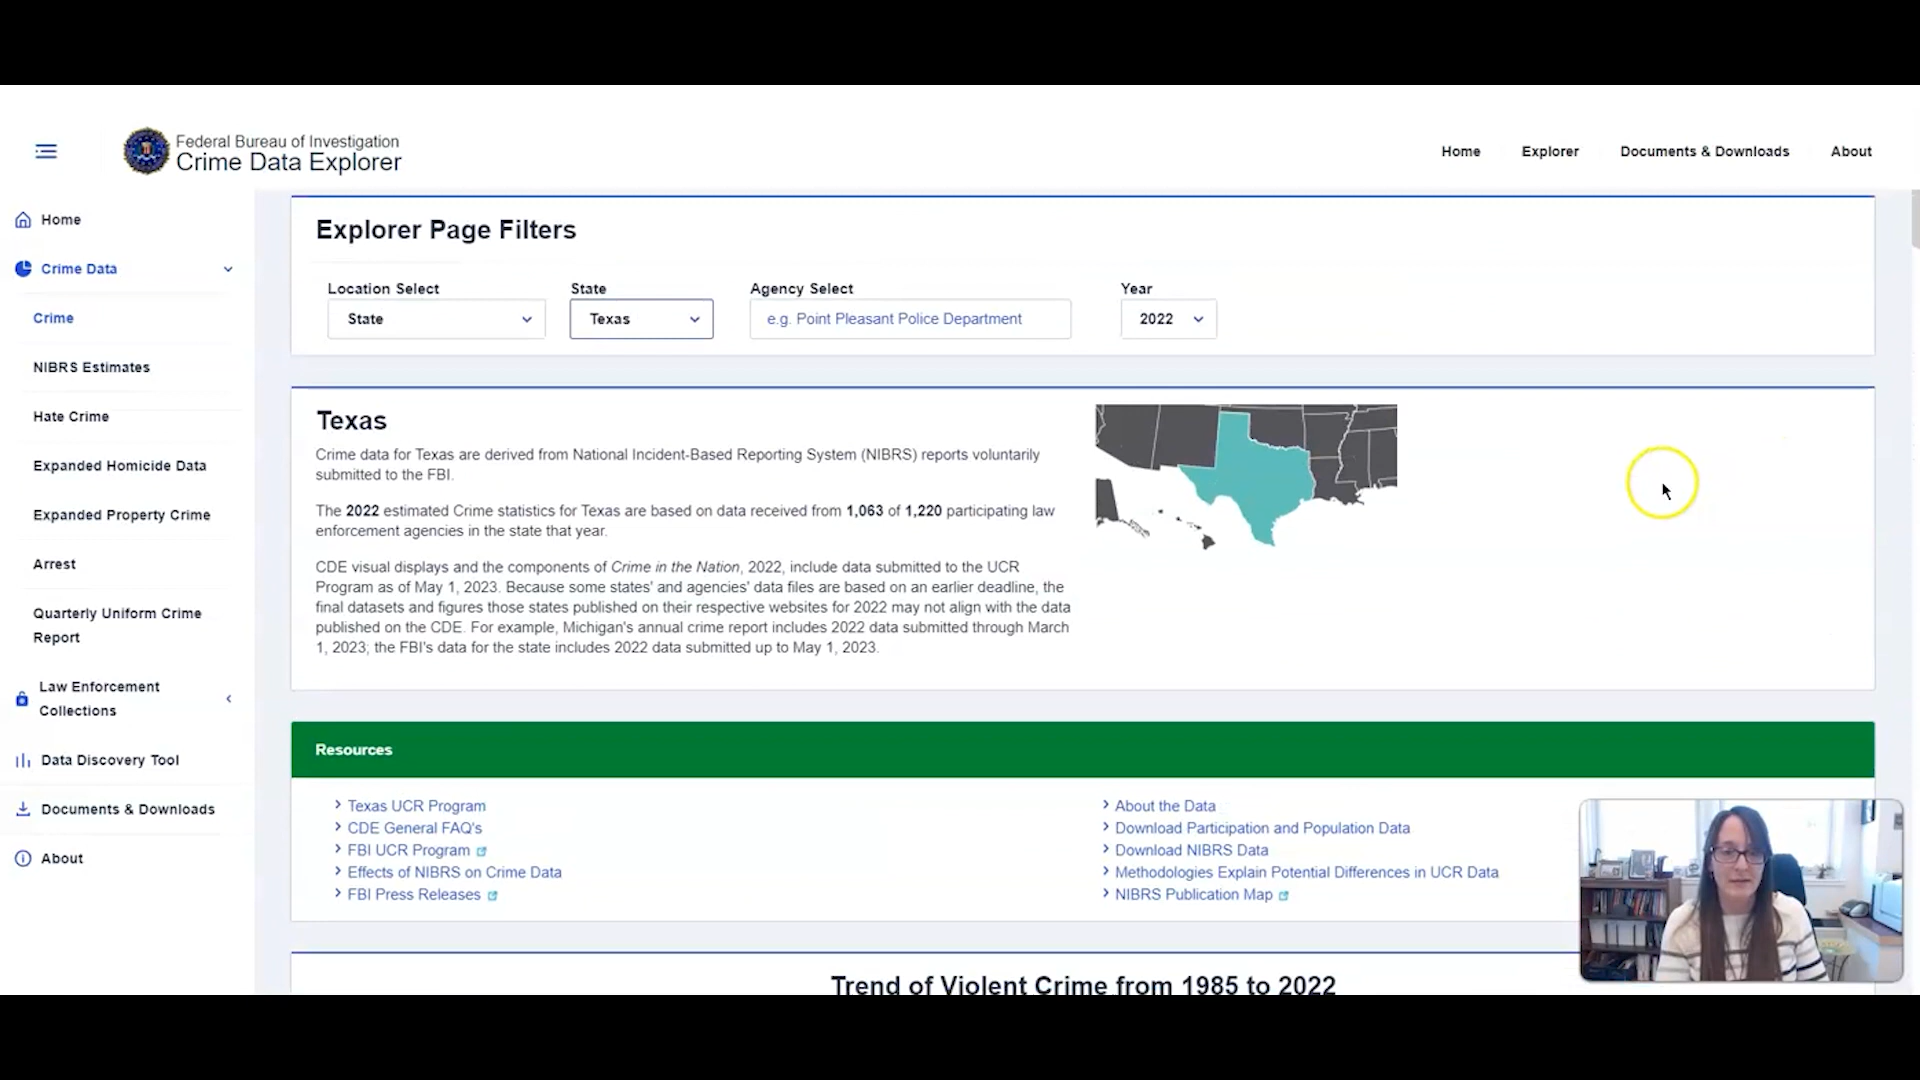 Federal Bureau of Investigation
Crime Data Explorer
Home
Explorer
Documents & Downloads
About
Home
Crime Data
Crime
NIBRS Estimates
Hate Crime
Expanded Homicide Data
Expanded Property Crime
Arrest
Quarterly Uniform Crime
Report
Law Enforcement
Collections
Data Discovery Tool
Documents & Downloads
About
Explorer Page Filters
Location Select
State
State
Texas
Agency Select
e.g. Point Pleasant Police Department
Year
2022
Texas
Crime data for Texas are derived from National Incident-Based Reporting System (NIBRS) reports voluntarily
submitted to the FBI.
The 2022 estimated Crime statistics for Texas are based on data received from 1,063 of 1,220 participating law
enforcement agencies in the state that year.
CDE visual displays and the components of Crime in the Nation, 2022, include data submitted to the UCR
Program as of May 1, 2023. Because some states' and agencies' data files are based on an earlier deadline, the
final datasets and figures those states published on their respective websites for 2022 may not align with the data
published on the CDE. For example, Michigan's annual crime report includes 2022 data submitted through March
1, 2023; the FBI's data for the state includes 2022 data submitted up to May 1, 2023.
Resources
Texas UCR Program
CDE General FAQ's
FBI UCR Program
Effects of NIBRS on Crime Data
FBI Press Releases
About the Data
Download Participation and Population Data
Download NIBRS Data
Methodologies Explain Potential Differences in UCR Data
NIBRS Publication Map
Trend of Violent Crime from 1985 to 2022